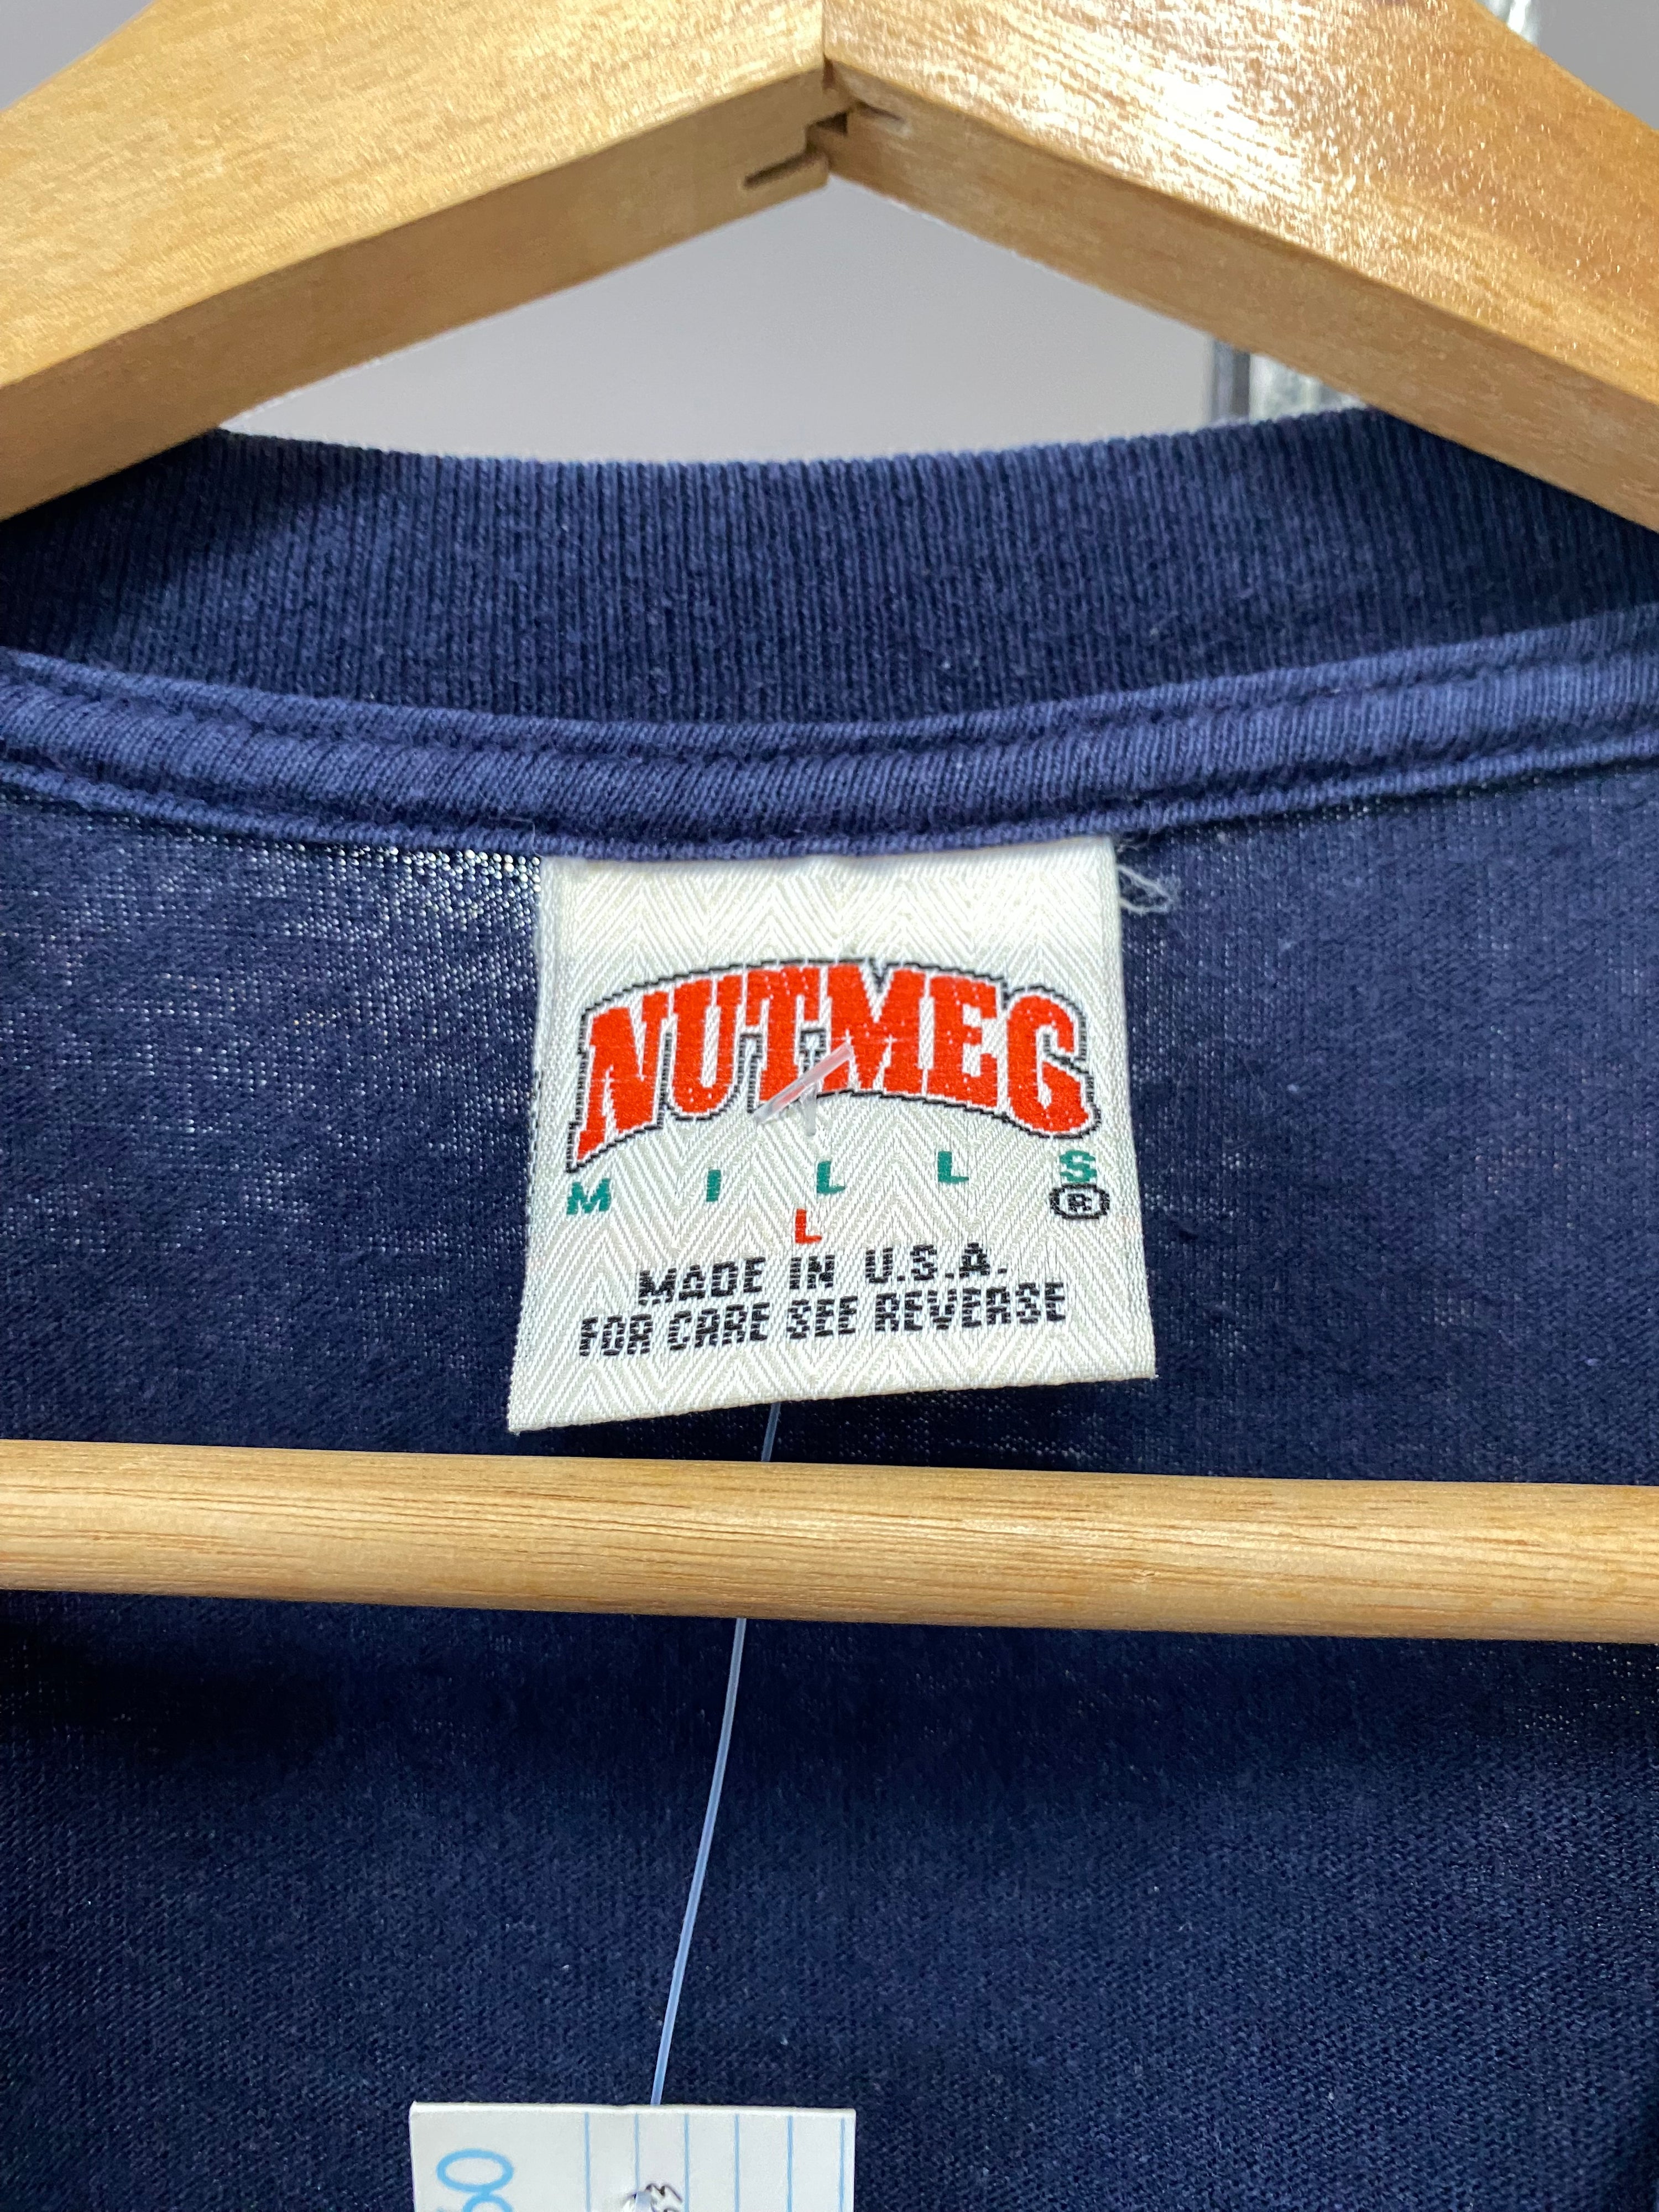 NUTMEG
MILLS
®
L
MADE IN U.S.A.
FOR CARE SEE REVERSE